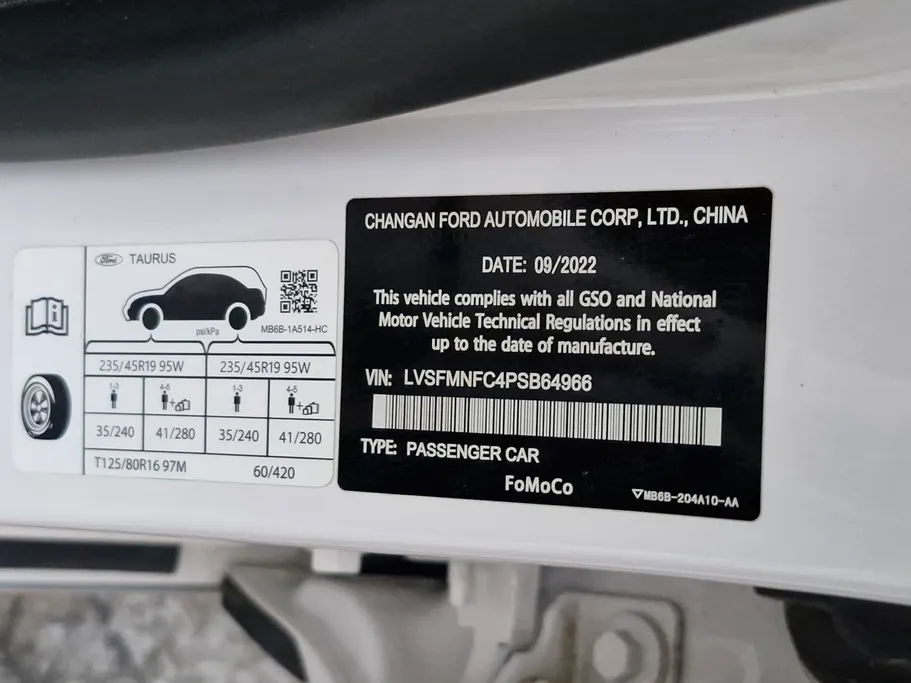 Ford TAURUS
psi/kPa
MB6B-1A514-HC
235/45R19 95W 235/45R19 95W
1-3 4-5 1-3 4-5
35/240 41/280 35/240 41/280
T125/80R16 97M 60/420
CHANGAN FORD AUTOMOBILE CORP, LTD., CHINA
DATE: 09/2022
This vehicle complies with all GSO and National
Motor Vehicle Technical Regulations in effect
up to the date of manufacture.
VIN: LVSFMNFC4PSB64966
TYPE: PASSENGER CAR
FoMoCo
MB6B-204A10-AA